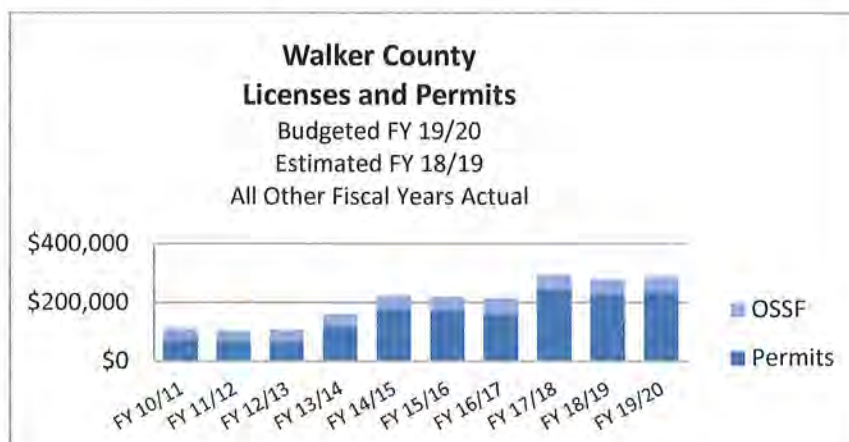 Walker County
Licenses and Permits
Budgeted FY 19/20
Estimated FY 18/19
All Other Fiscal Years Actual
$400,000
$200,000
$0
FY 10/11
FY 11/12
FY 12/13
FY 13/14
FY 14/15
FY 15/16
FY 16/17
FY 17/18
FY 18/19
FY 19/20
OSSF
Permits